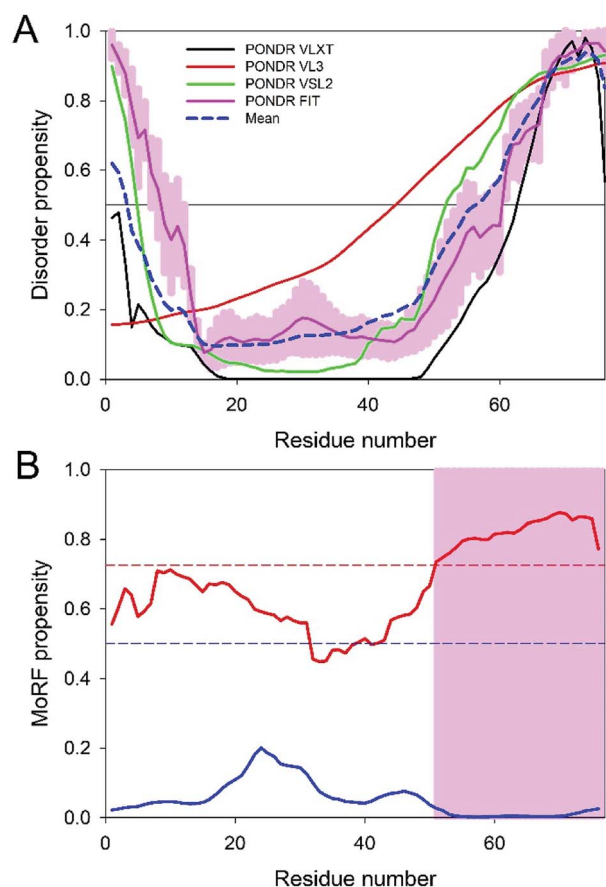 A
PONDR VLXT
PONDR VL3
PONDR VSL2
PONDR FIT
Mean
Disorder propensity
1.0
0.8
0.6
0.4
0.2
0.0
0 20 40 60
Residue number
B
MoRF propensity
1.0
0.8
0.6
0.4
0.2
0.0
0 20 40 60
Residue number